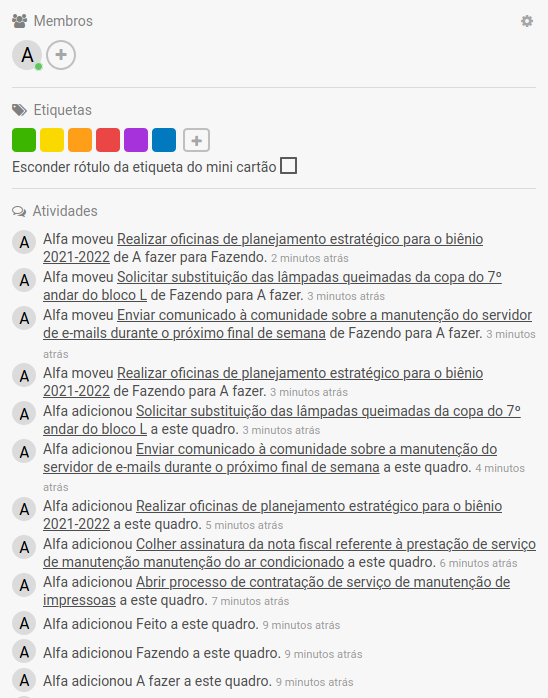 Membros
A
Etiquetas
Esconder rótulo da etiqueta do mini cartão
Atividades
A
Alfa moveu Realizar oficinas de planejamento estratégico para o biênio
2021-2022 de A fazer para Fazendo. 2 minutos atrás
A
Alfa moveu Solicitar substituição das lâmpadas queimadas da copa do 7º
andar do bloco L de Fazendo para A fazer. 3 minutos atrás
A
Alfa moveu Enviar comunicado à comunidade sobre a manutenção do servidor
de e-mails durante o próximo final de semana de Fazendo para A fazer. 3 minutos
atrás
A
Alfa moveu Realizar oficinas de planejamento estratégico para o biênio
2021-2022 de Fazendo para A fazer. 3 minutos atrás
A
Alfa adicionou Solicitar substituição das lâmpadas queimadas da copa do 7º
andar do bloco L a este quadro. 3 minutos atrás
A
Alfa adicionou Enviar comunicado à comunidade sobre a manutenção do
servidor de e-mails durante o próximo final de semana a este quadro. 4 minutos
atrás
A
Alfa adicionou Realizar oficinas de planejamento estratégico para o biênio
2021-2022 a este quadro. 5 minutos atrás
A
Alfa adicionou Colher assinatura da nota fiscal referente à prestação de serviço
de manutenção manutenção do ar condicionado a este quadro. 6 minutos atrás
A
Alfa adicionou Abrir processo de contratação de serviço de manutenção de
impressoas a este quadro. 7 minutos atrás
A
Alfa adicionou Feito a este quadro. 9 minutos atrás
A
Alfa adicionou Fazendo a este quadro. 9 minutos atrás
A
Alfa adicionou A fazer a este quadro. 9 minutos atrás